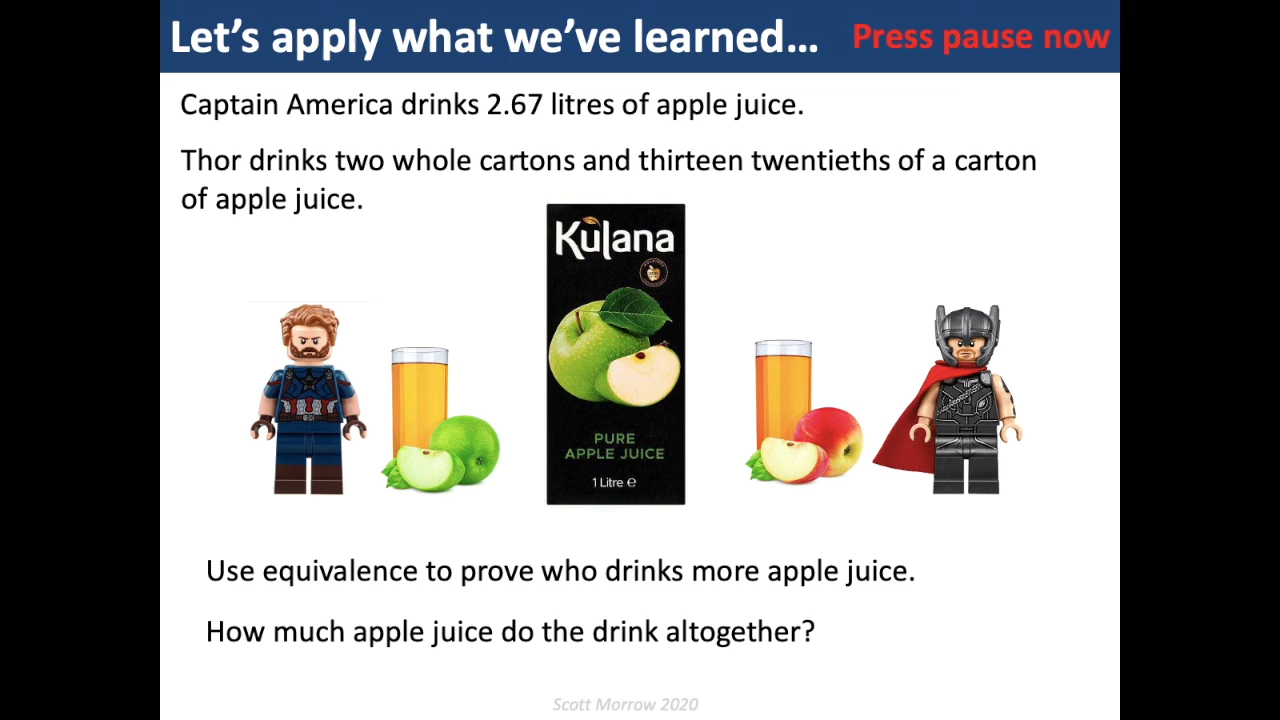 Let’s apply what we’ve learned…
Press pause now
Captain America drinks 2.67 litres of apple juice.
Thor drinks two whole cartons and thirteen twentieths of a carton
of apple juice.
Kulana
PURE
APPLE JUICE
1 Litre ℮
Use equivalence to prove who drinks more apple juice.
How much apple juice do the drink altogether?
Scott Morrow 2020